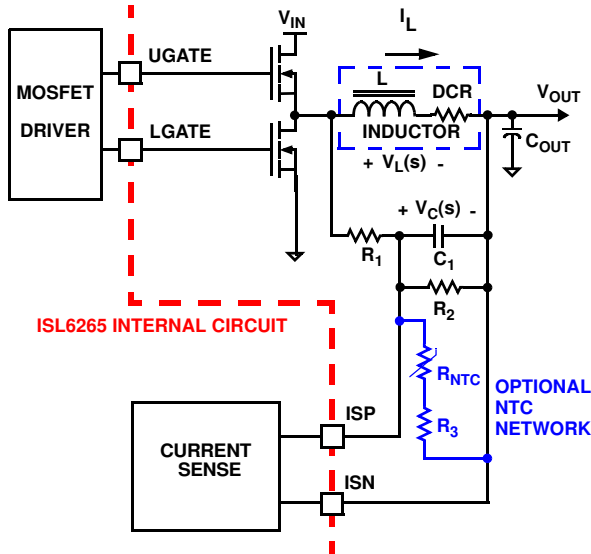 V_IN
I_L
UGATE
MOSFET
DRIVER
L
DCR
V_OUT
LGATE
INDUCTOR
C_OUT
+ V_L(s) -
+ V_C(s) -
R_1
C_1
R_2
ISL6265 INTERNAL CIRCUIT
R_NTC
OPTIONAL
NTC
NETWORK
R_3
ISP
CURRENT
SENSE
ISN